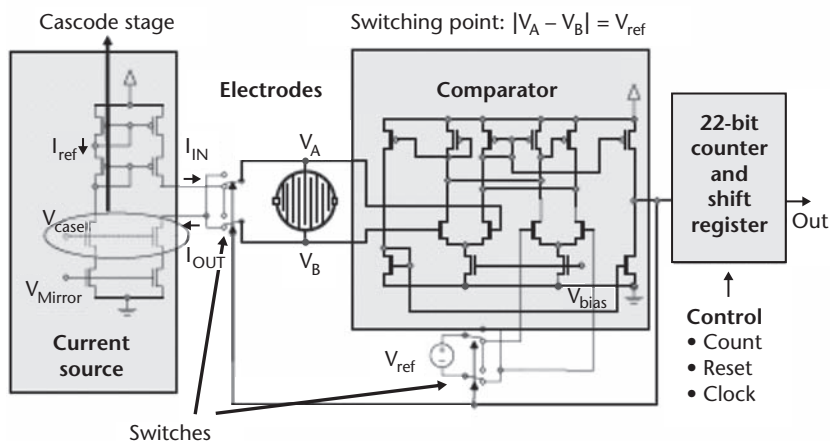 Cascode stage
Switching point: |V_A – V_B| = V_ref
Electrodes
Comparator
I_ref
I_IN
V_A
22-bit
counter
and
shift
register
Out
V_casell
I_OUT
V_B
V_Mirror
V_bias
Current
source
V_ref
Control
• Count
• Reset
• Clock
Switches